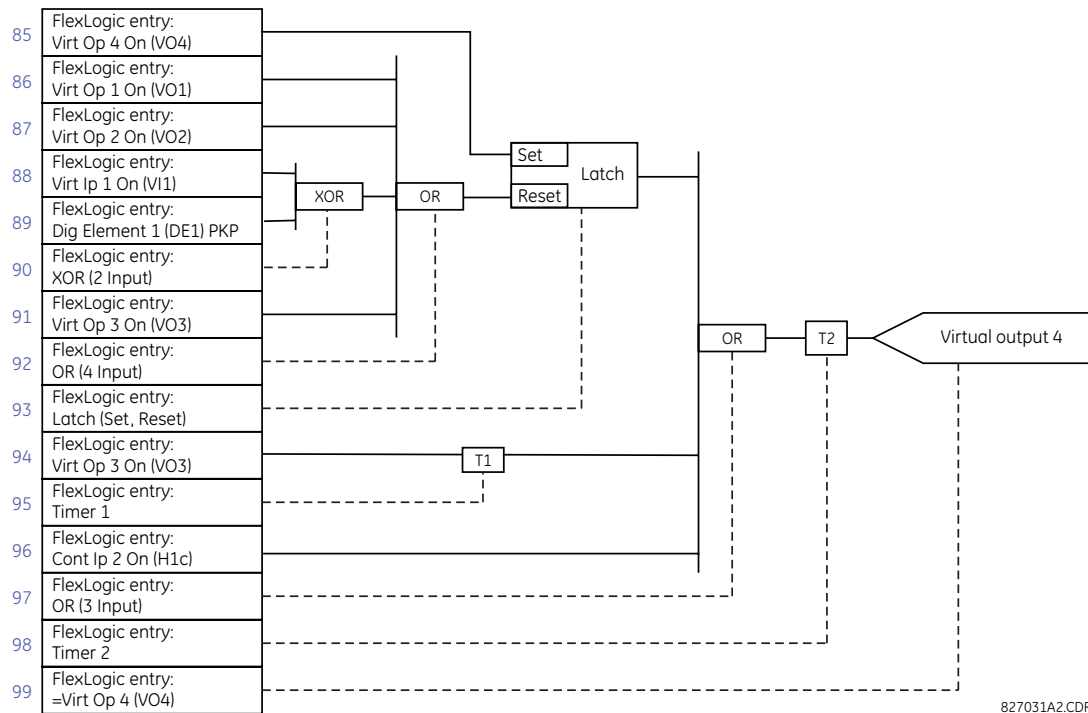 85
FlexLogic entry:
Virt Op 4 On (VO4)
86
FlexLogic entry:
Virt Op 1 On (VO1)
87
FlexLogic entry:
Virt Op 2 On (VO2)
88
FlexLogic entry:
Virt Ip 1 On (VI1)
89
FlexLogic entry:
Dig Element 1 (DE1) PKP
90
FlexLogic entry:
XOR (2 Input)
91
FlexLogic entry:
Virt Op 3 On (VO3)
92
FlexLogic entry:
OR (4 Input)
93
FlexLogic entry:
Latch (Set, Reset)
94
FlexLogic entry:
Virt Op 3 On (VO3)
95
FlexLogic entry:
Timer 1
96
FlexLogic entry:
Cont Ip 2 On (H1c)
97
FlexLogic entry:
OR (3 Input)
98
FlexLogic entry:
Timer 2
99
FlexLogic entry:
=Virt Op 4 (VO4)
XOR
OR
Set
Latch
Reset
T1
OR
T2
Virtual output 4
827031A2.CDR